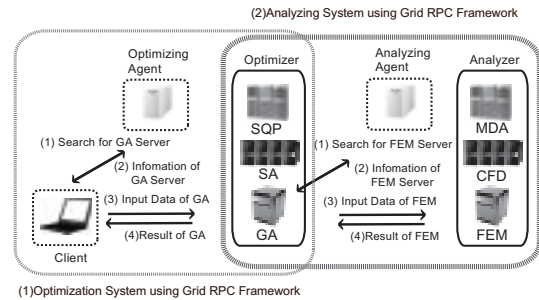 (2)Analyzing System using Grid RPC Framework
Optimizing
Agent
Optimizer
Analyzing
Agent
Analyzer
SQP
MDA
(1) Search for GA Server
(1) Search for FEM Server
(2) Infomation of
GA Server
SA
(2) Infomation of
FEM Server
CFD
(3) Input Data of GA
(3) Input Data of FEM
(4)Result of GA
GA
(4)Result of FEM
FEM
Client
(1)Optimization System using Grid RPC Framework